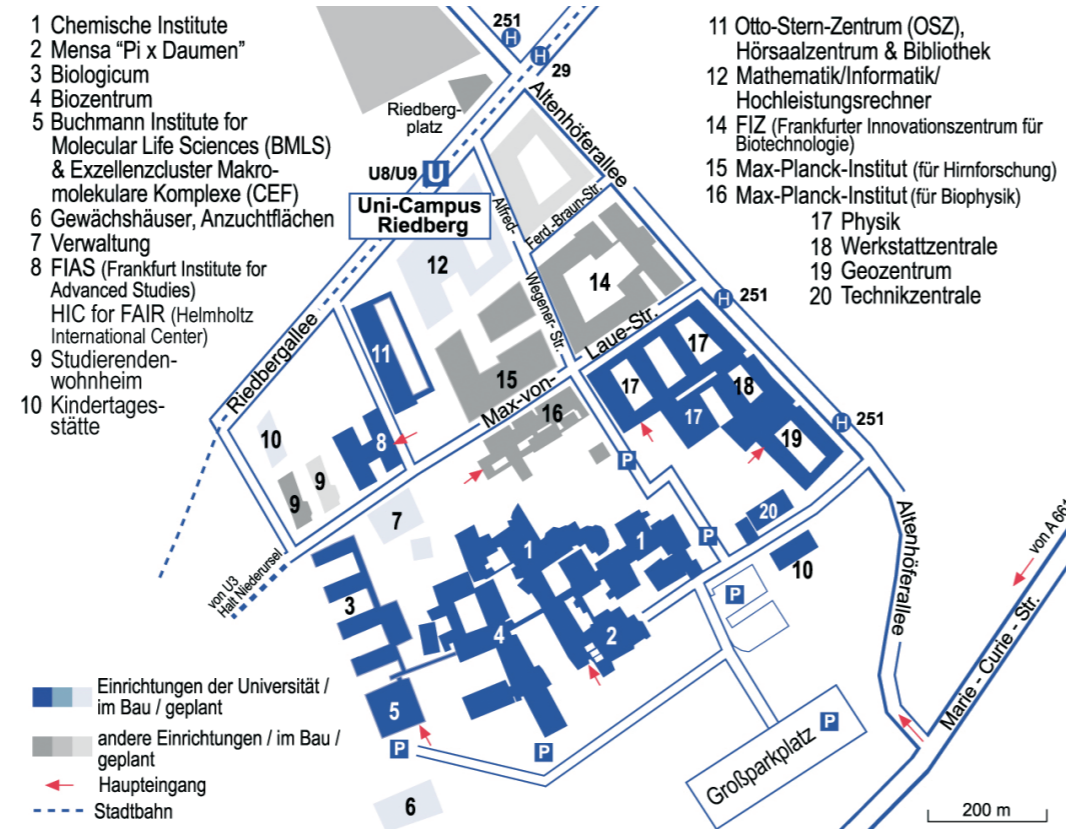 1 Chemische Institute
2 Mensa “Pi x Daumen”
3 Biologicum
4 Biozentrum
5 Buchmann Institute for
Molecular Life Sciences (BMLS)
& Exzellenzcluster Makro-
molekulare Komplexe (CEF)
6 Gewächshäuser, Anzuchtflächen
7 Verwaltung
8 FIAS (Frankfurt Institute for
Advanced Studies)
HIC for FAIR (Helmholtz
International Center)
9 Studierenden-
wohnheim
10 Kindertages-
stätte
11 Otto-Stern-Zentrum (OSZ),
Hörsaalzentrum & Bibliothek
12 Mathematik/Informatik/
Hochleistungsrechner
14 FIZ (Frankfurter Innovationszentrum für
Biotechnologie)
15 Max-Planck-Institut (für Hirnforschung)
16 Max-Planck-Institut (für Biophysik)
17 Physik
18 Werkstattzentrale
19 Geozentrum
20 Technikzentrale
251
H
H
29
Riedberg-
platz
Altenhöferallee
U8/U9 U
Uni-Campus
Riedberg
Alfred-
Wegener- Str.
Ferd.-Braun-Str.
12
14
H 251
Laue-Str.
Max-von-
Riedbergallee
11
15
17
17
18
17
16
10
8
9
9
H 251
19
P
7
20
P
1
1
10
von U3
Halt Niederursel
3
P
4
2
Altenhöferallee
von A 661
Marie - Curie - Str.
5
P
P
Großparkplatz P
6
Einrichtungen der Universität /
im Bau / geplant
andere Einrichtungen / im Bau /
geplant
Haupteingang
Stadtbahn
200 m